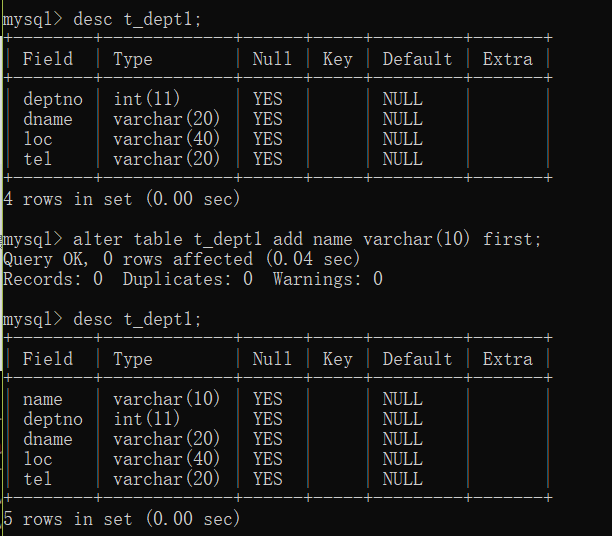 mysql> desc t_dept1;
+--------+-------------+------+-----+---------+-------+
| Field  | Type        | Null | Key | Default | Extra |
+--------+-------------+------+-----+---------+-------+
| deptno | int(11)     | YES  |     | NULL    |       |
| dname  | varchar(20) | YES  |     | NULL    |       |
| loc    | varchar(40) | YES  |     | NULL    |       |
| tel    | varchar(20) | YES  |     | NULL    |       |
+--------+-------------+------+-----+---------+-------+
4 rows in set (0.00 sec)
mysql> alter table t_dept1 add name varchar(10) first;
Query OK, 0 rows affected (0.04 sec)
Records: 0  Duplicates: 0  Warnings: 0
mysql> desc t_dept1;
+--------+-------------+------+-----+---------+-------+
| Field  | Type        | Null | Key | Default | Extra |
+--------+-------------+------+-----+---------+-------+
| name   | varchar(10) | YES  |     | NULL    |       |
| deptno | int(11)     | YES  |     | NULL    |       |
| dname  | varchar(20) | YES  |     | NULL    |       |
| loc    | varchar(40) | YES  |     | NULL    |       |
| tel    | varchar(20) | YES  |     | NULL    |       |
+--------+-------------+------+-----+---------+-------+
5 rows in set (0.00 sec)